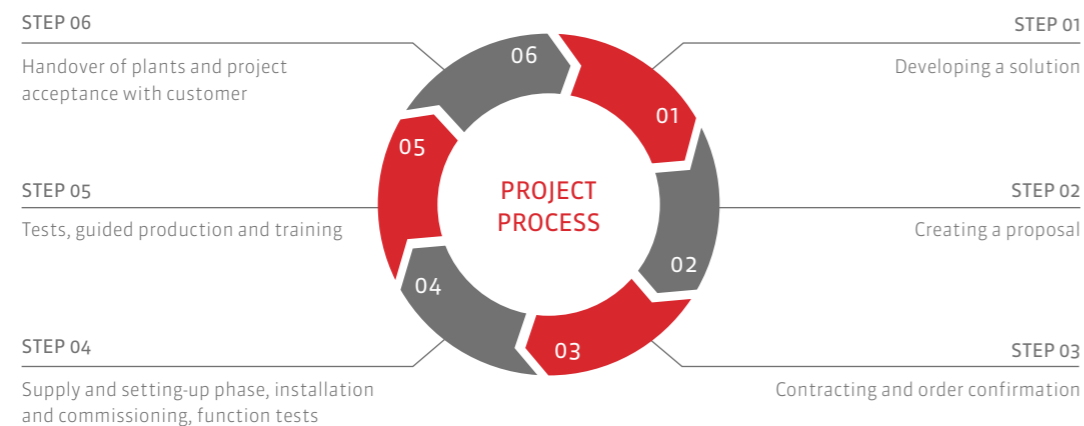 STEP 01
Developing a solution
STEP 02
Creating a proposal
STEP 03
Contracting and order confirmation
STEP 04
Supply and setting-up phase, installation
and commissioning, function tests
STEP 05
Tests, guided production and training
STEP 06
Handover of plants and project
acceptance with customer
PROJECT
PROCESS
01
02
03
04
05
06